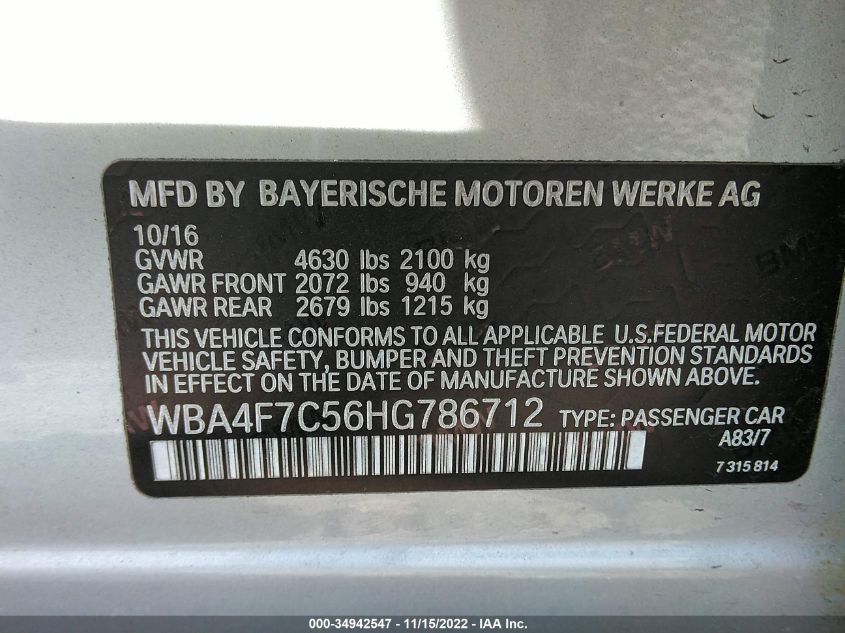 MFD BY BAYERISCHE MOTOREN WERKE AG
10/16
GVWR 4630 lbs 2100 kg
GAWR FRONT 2072 lbs 940 kg
GAWR REAR 2679 lbs 1215 kg
THIS VEHICLE CONFORMS TO ALL APPLICABLE U.S.FEDERAL MOTOR
VEHICLE SAFETY, BUMPER AND THEFT PREVENTION STANDARDS
IN EFFECT ON THE DATE OF MANUFACTURE SHOWN ABOVE.
WBA4F7C56HG786712 TYPE: PASSENGER CAR
A83/7
7 315 814
000-34942547 - 11/15/2022 - IAA Inc.